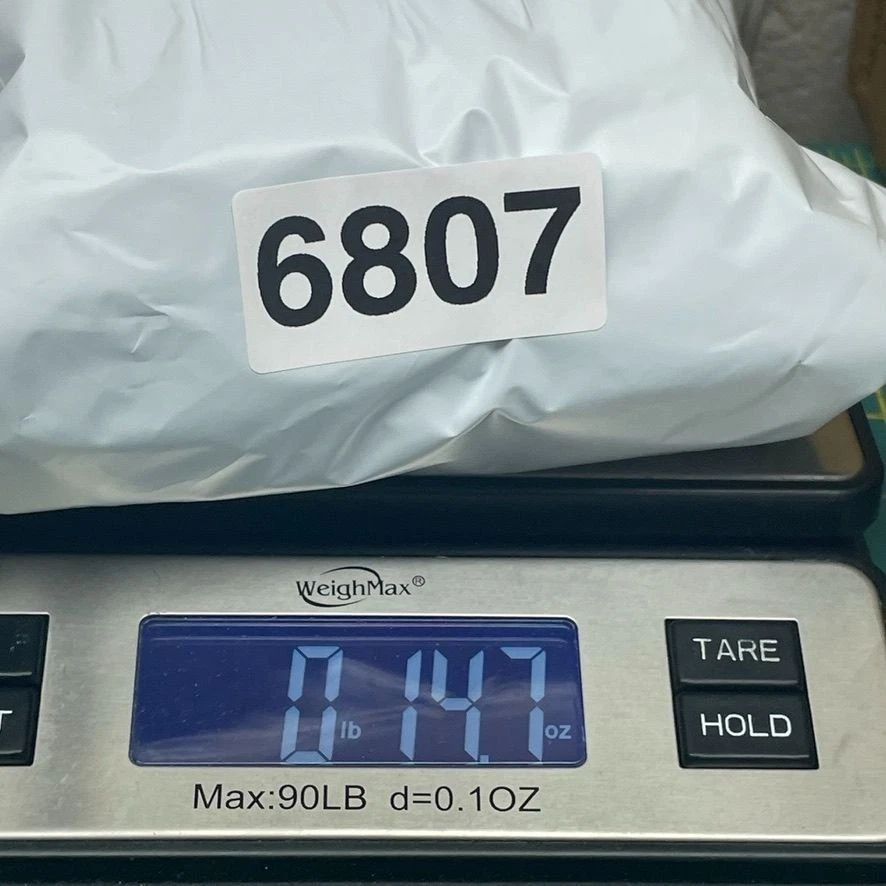 6807
WeighMax®
0 lb 14.7 oz
TARE
HOLD
T
Max:90LB d=0.1OZ